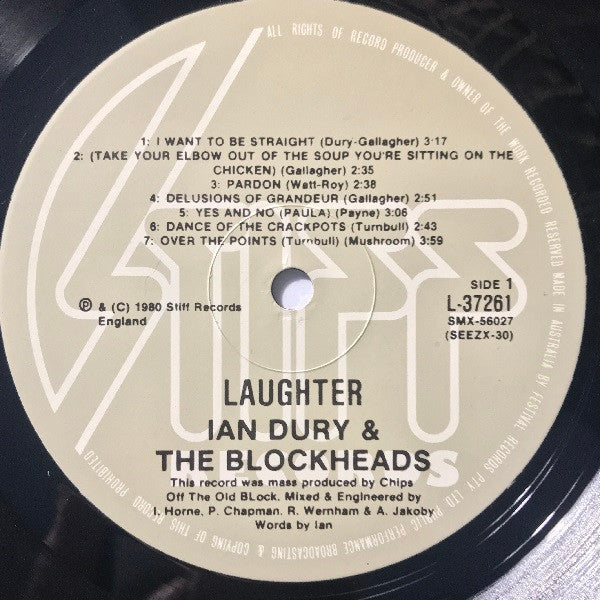 ALL RIGHTS OF RECORD PRODUCER & OWNER OF THE WORK RECORDED RESERVED MADE IN AUSTRALIA BY FESTIVAL RECORDS PTY LTD. PUBLIC PERFORMANCE BROADCASTING & COPYING OF THIS RECORD PROHIBITED
1: I WANT TO BE STRAIGHT (Dury-Gallagher) 3:17
2: (TAKE YOUR ELBOW OUT OF THE SOUP YOU'RE SITTING ON THE
CHICKEN) (Gallagher) 2:35
3: PARDON (Watt-Roy) 2:38
4: DELUSIONS OF GRANDEUR (Gallagher) 2:51
5: YES AND NO (PAULA) (Payne) 3:06
6: DANCE OF THE CRACKPOTS (Turnbull) 2:43
7: OVER THE POINTS (Turnbull) (Mushroom) 3:59
STIFF
RECORDS
℗ & (C) 1980 Stiff Records
England
SIDE 1
L-37261
SMX-56027
(SEEZX-30)
LAUGHTER
IAN DURY &
THE BLOCKHEADS
This record was mass produced by Chips
Off The Old BLock. Mixed & Engineered by
I. Horne, P. Chapman, R. Wernham & A. Jakoby
Words by Ian